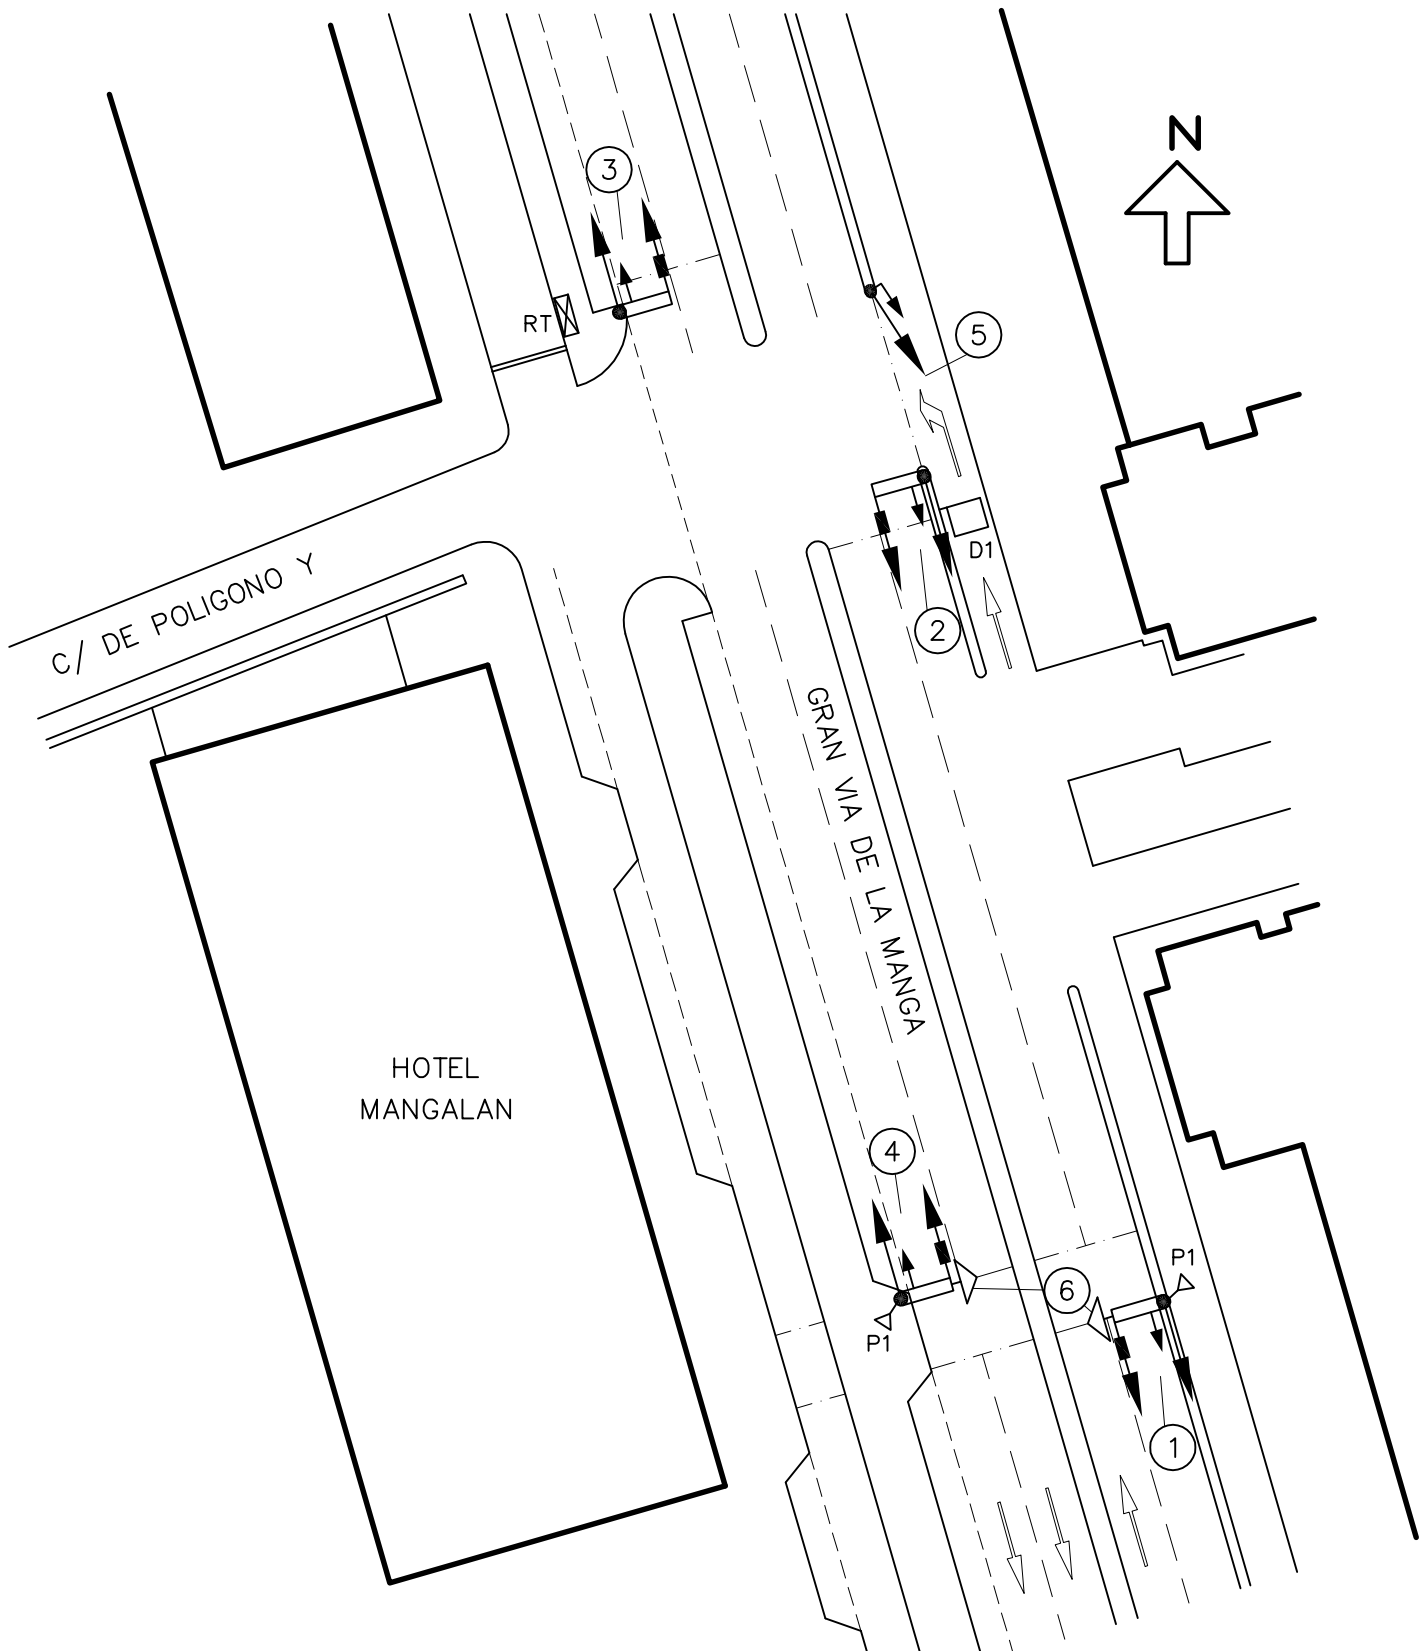 N
3
RT
5
D1
2
C/ DE POLIGONO Y
GRAN VIA DE LA MANGA
HOTEL
MANGALAN
4
P1
6
P1
1